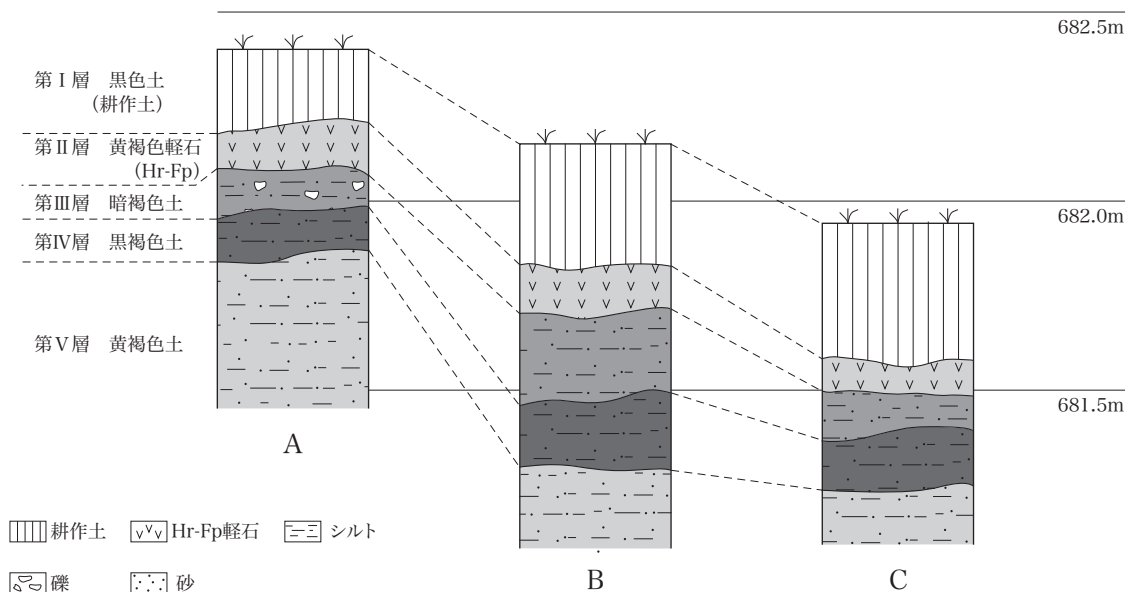 682.5m
第Ⅰ層 黒色土
(耕作土)
第Ⅱ層 黄褐色軽石
(Hr-Fp)
第Ⅲ層 暗褐色土
第Ⅳ層 黒褐色土
第Ⅴ層 黄褐色土
682.0m
681.5m
A
B
C
耕作土
Hr-Fp軽石
シルト
礫
砂